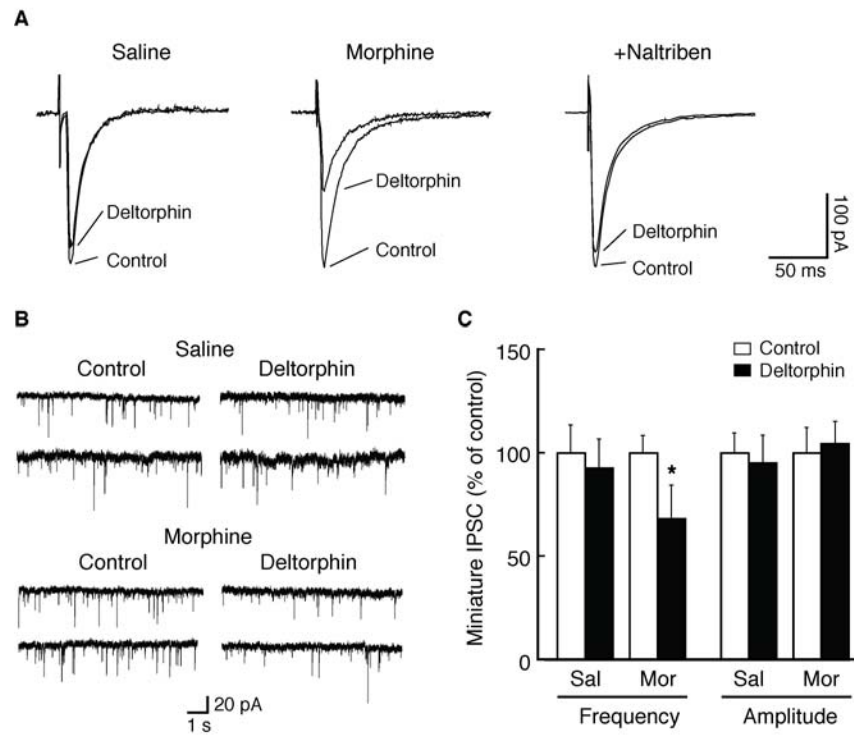 A
Saline
Morphine
+Naltriben
Deltorphin
Control
Deltorphin
Control
Deltorphin
Control
100 pA
50 ms
B
Saline
Control
Deltorphin
Morphine
Control
Deltorphin
20 pA
1 s
C
Control
Deltorphin
Miniature IPSC (% of control)
150
100
50
0
*
Sal
Mor
Sal
Mor
Frequency
Amplitude